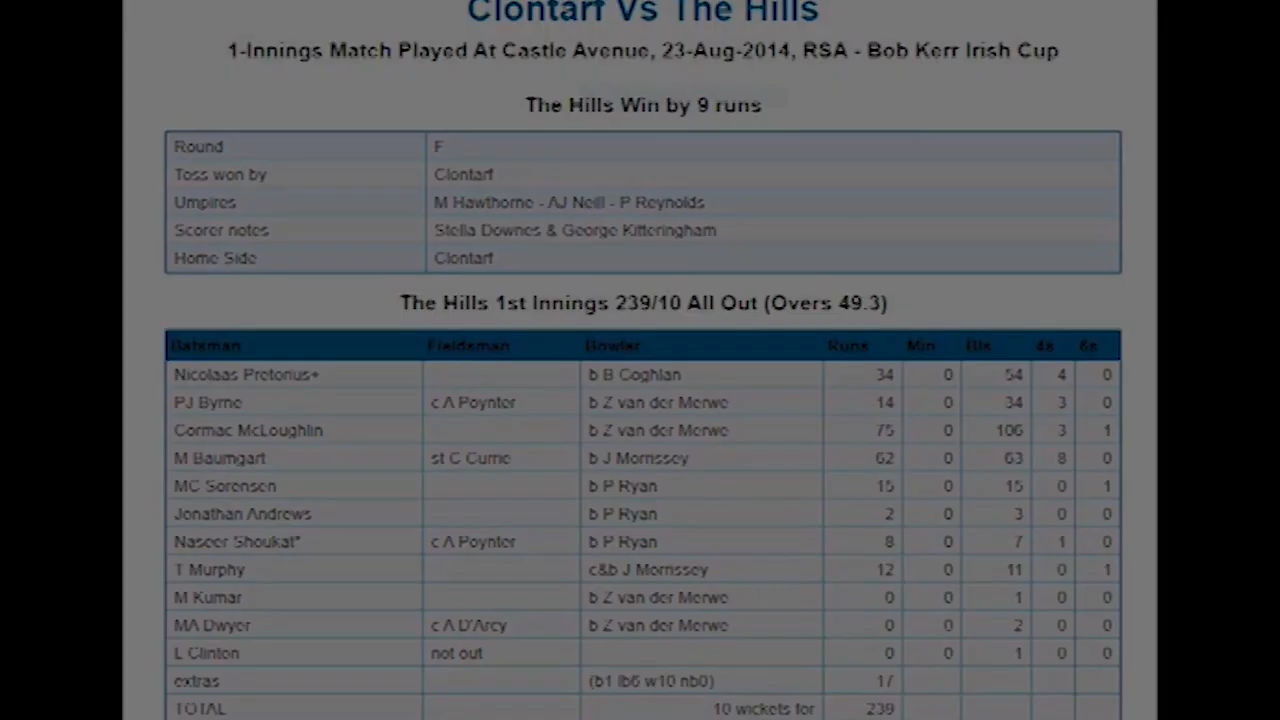 Clontarf Vs The Hills
1-Innings Match Played At Castle Avenue, 23-Aug-2014, RSA - Bob Kerr Irish Cup
The Hills Win by 9 runs
Round F
Toss won by Clontarf
Umpires M Hawthorne - AJ Neill - P Reynolds
Scorer notes Stella Downes & George Kitteringham
Home Side Clontarf
The Hills 1st Innings 239/10 All Out (Overs 49.3)
Batsman Fieldsman Bowler Runs Min Bls 4s 6s
Nicolaas Pretorius+ b B Coghlan 34 0 54 4 0
PJ Byrne c A Poynter b Z van der Merwe 14 0 34 3 0
Cormac McLoughlin b Z van der Merwe 75 0 106 3 1
M Baumgart st C Currie b J Morrissey 62 0 63 8 0
MC Sorensen b P Ryan 15 0 15 0 1
Jonathan Andrews b P Ryan 2 0 3 0 0
Naseer Shoukat* c A Poynter b P Ryan 8 0 7 1 0
T Murphy c&b J Morrissey 12 0 11 0 1
M Kumar b Z van der Merwe 0 0 1 0 0
MA Dwyer c A D'Arcy b Z van der Merwe 0 0 2 0 0
L Clinton not out 0 0 1 0 0
extras (b1 lb6 w10 nb0) 17
TOTAL 10 wickets for 239